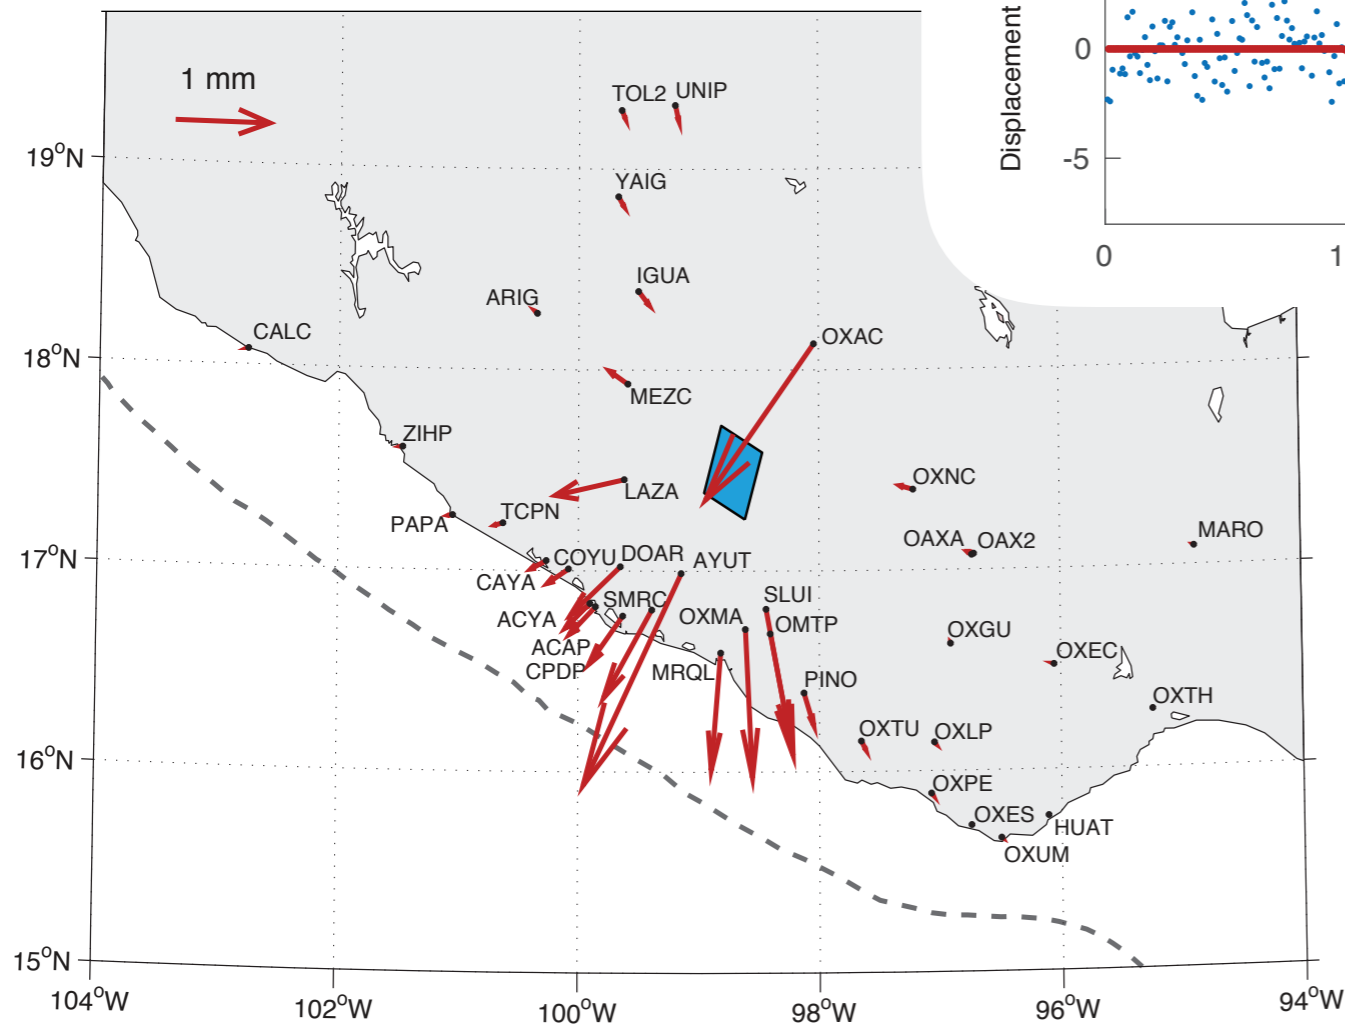 Displacement
0
-5
0
1
1 mm
TOL2
UNIP
19°N
YAIG
IGUA
ARIG
CALC
OXAC
18°N
MEZC
ZIHP
LAZA
OXNC
PAPA
TCPN
OAXA
OAX2
MARO
17°N
COYU
DOAR
AYUT
CAYA
SLUI
SMRC
ACYA
OXMA
OMTP
OXGU
ACAP
OXEC
CPDP
MRQL
PINO
OXTH
OXTU
OXLP
16°N
OXPE
OXES
HUAT
OXUM
15°N
104°W
102°W
100°W
98°W
96°W
94°W